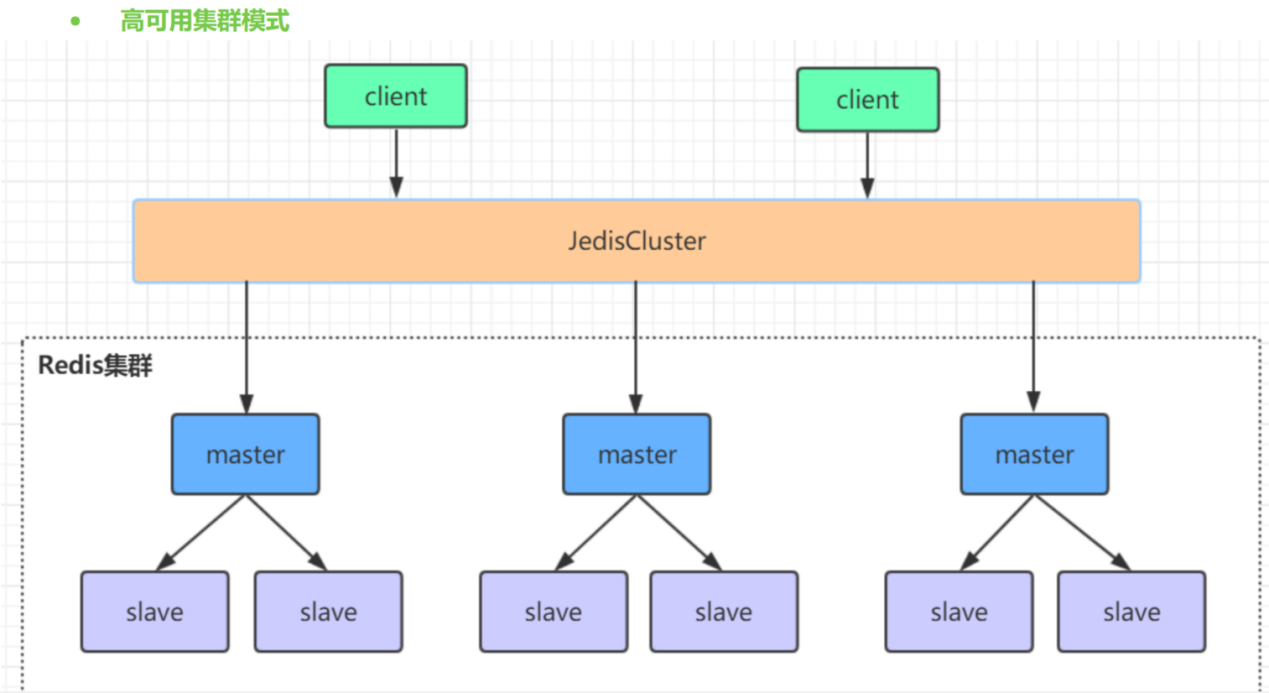 高可用集群模式
client
client
JedisCluster
Redis集群
master
master
master
slave
slave
slave
slave
slave
slave